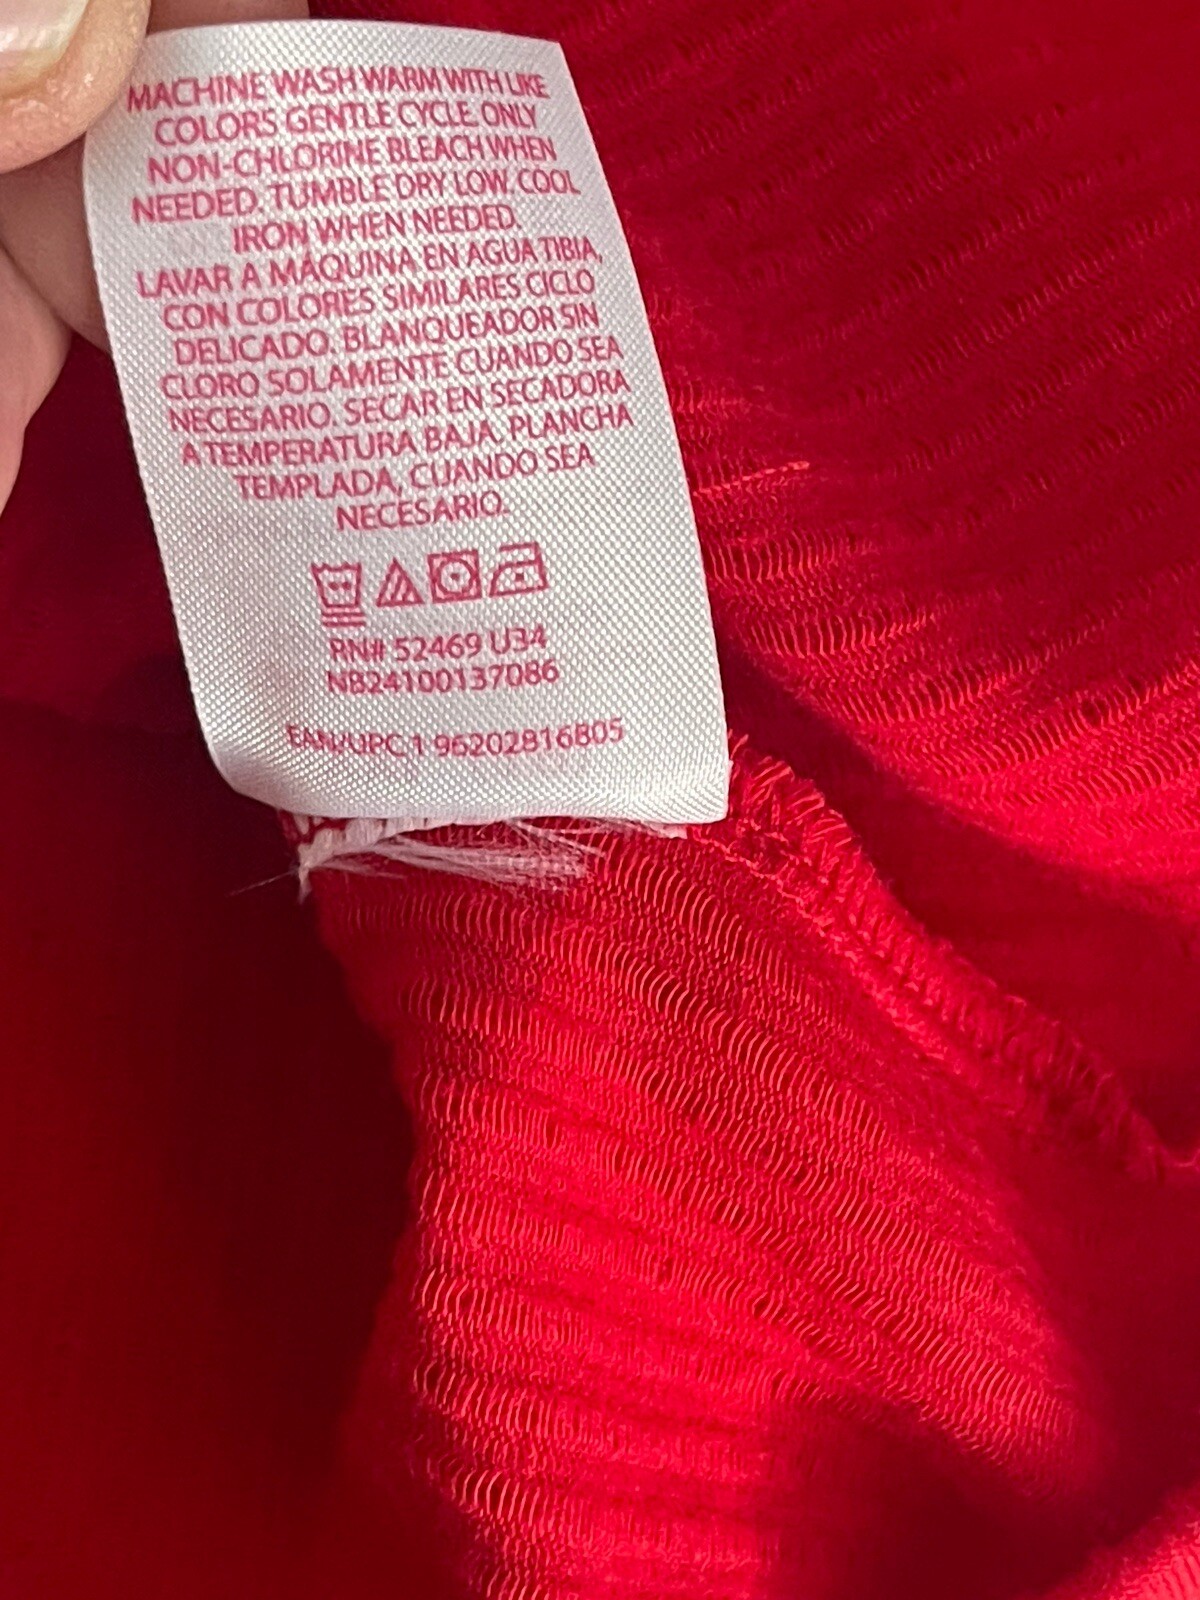 MACHINE WASH WARM WITH LIKE
COLORS GENTLE CYCLE. ONLY
NON-CHLORINE BLEACH WHEN
NEEDED. TUMBLE DRY LOW. COOL
IRON WHEN NEEDED.
LAVAR A MÁQUINA EN AGUA TIBIA,
CON COLORES SIMILARES CICLO
DELICADO. BLANQUEADOR SIN
CLORO SOLAMENTE CUANDO SEA
NECESARIO. SECAR EN SECADORA
A TEMPERATURA BAJA. PLANCHA
TEMPLADA, CUANDO SEA
NECESARIO.
RN# 52469 U34
NB24100137086
EAN/UPC 1 96202816805